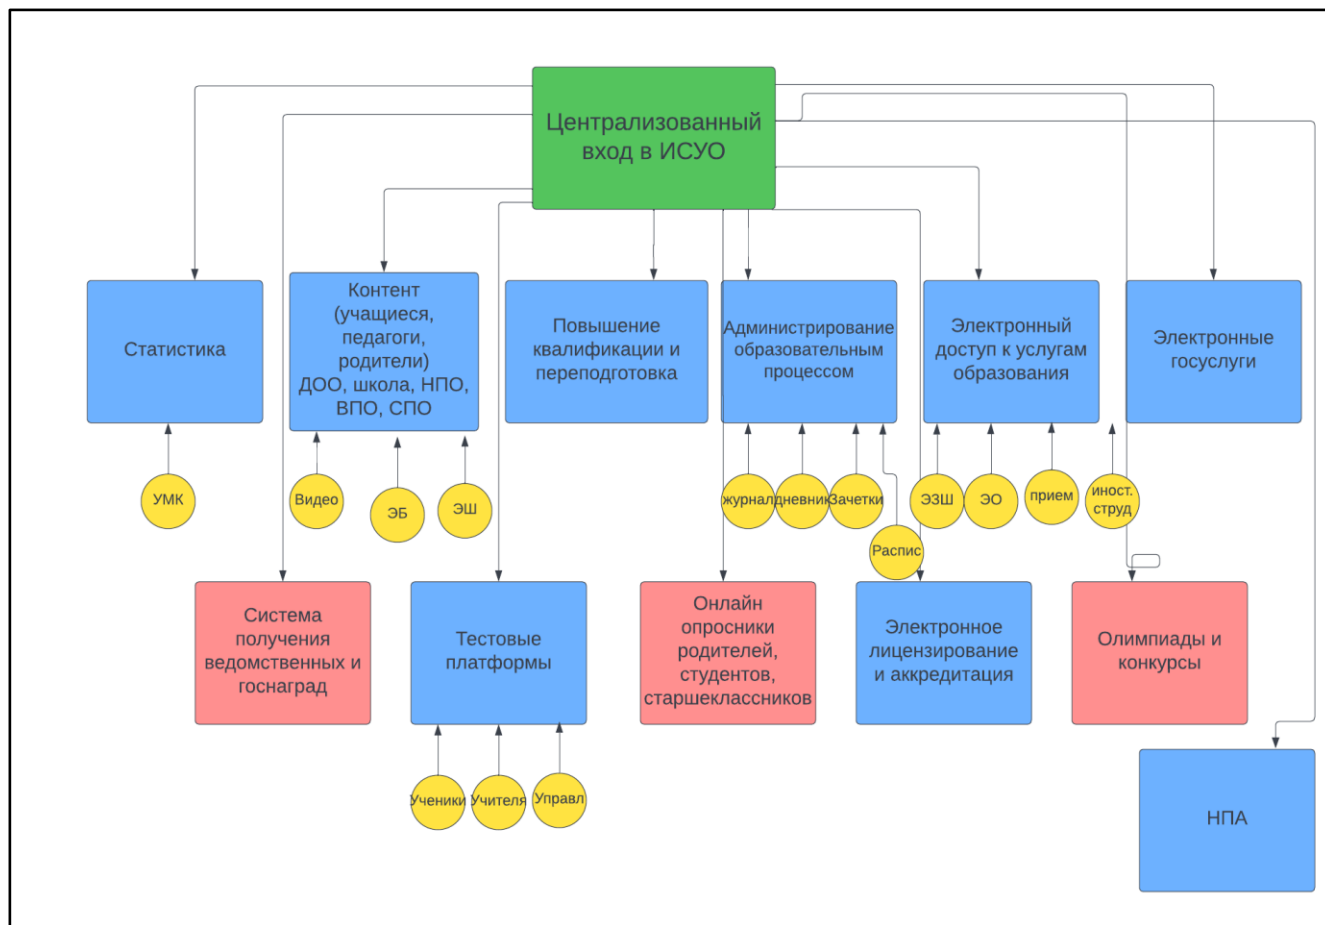 Централизованный
вход в ИСУО
Статистика
Контент
(учащиеся,
педагоги,
родители)
ДОО, школа, НПО,
ВПО, СПО
Повышение
квалификации и
переподготовка
Администрирование
образовательным
процессом
Электронный
доступ к услугам
образования
Электронные
госуслуги
УМК
Видео
ЭБ
ЭШ
журнал
дневник
Зачетки
Распис
ЭЗШ
ЭО
прием
иност.
струд
Система
получения
ведомственных и
госнаград
Тестовые
платформы
Онлайн
опросники
родителей,
студентов,
старшеклассников
Электронное
лицензирование
и аккредитация
Олимпиады и
конкурсы
Ученики
Учителя
Управл
НПА